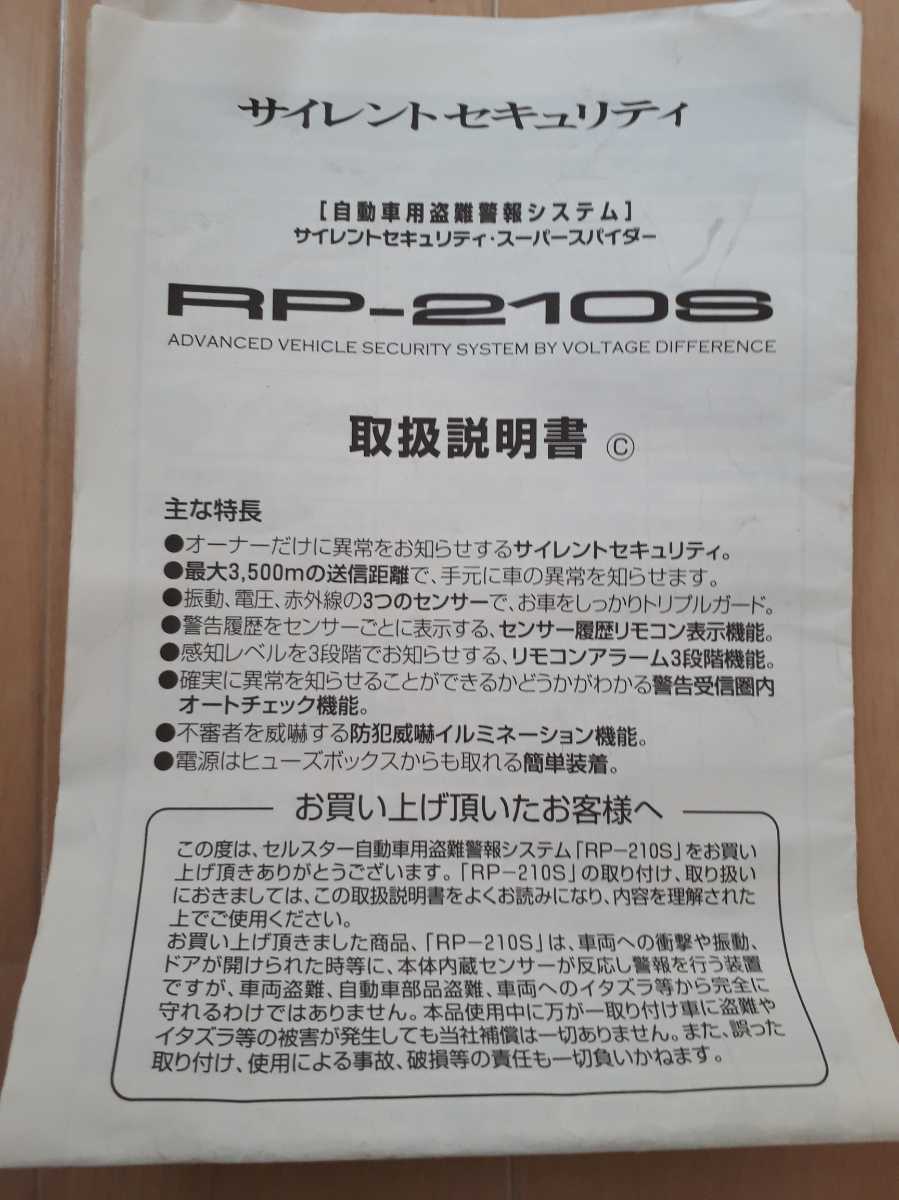 サイレントセキュリティ
［自動車用盗難警報システム］
サイレントセキュリティ・スーパースパイダー
RP-210S
ADVANCED VEHICLE SECURITY SYSTEM BY VOLTAGE DIFFERENCE
取扱説明書 Ⓒ
主な特長
●オーナーだけに異常をお知らせするサイレントセキュリティ。
●最大3,500mの送信距離で、手元に車の異常を知らせます。
●振動、電圧、赤外線の3つのセンサーで、お車をしっかりトリプルガード。
●警告履歴をセンサーごとに表示する、センサー履歴リモコン表示機能。
●感知レベルを3段階でお知らせする、リモコンアラーム3段階機能。
●確実に異常を知らせることができるかどうかがわかる警告受信圏内
オートチェック機能。
●不審者を威嚇する防犯威嚇イルミネーション機能。
●電源はヒューズボックスからも取れる簡単装着。
お買い上げ頂いたお客様へ
この度は、セルスター自動車用盗難警報システム「RP-210S」をお買い
上げ頂きありがとうございます。「RP-210S」の取り付け、取り扱い
におきましては、この取扱説明書をよくお読みになり、内容を理解された
上でご使用ください。
お買い上げ頂きました商品、「RP-210S」は、車両への衝撃や振動、
ドアが開けられた時等に、本体内蔵センサーが反応し警報を行う装置
ですが、車両盗難、自動車部品盗難、車両へのイタズラ等から完全に
守れるわけではありません。本品使用中に万が一取り付け車に盗難や
イタズラ等の被害が発生しても当社補償は一切ありません。また、誤った
取り付け、使用による事故、破損等の責任も一切負いかねます。